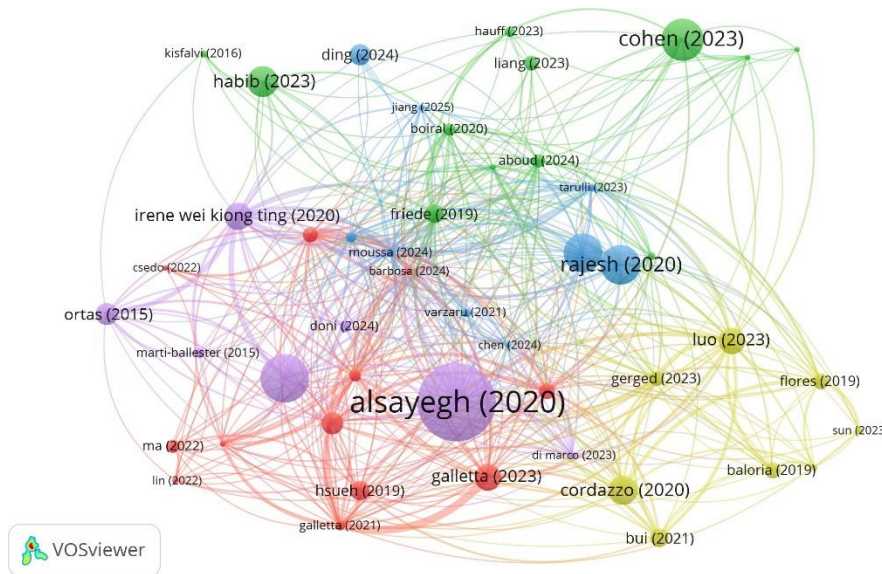 hauff (2023)
cohen (2023)
kisfalvi (2016)
ding (2024)
liang (2023)
habib (2023)
jiang (2025)
boiral (2020)
aboud (2024)
tarulli (2023)
irene wei kiong ting (2020)
friede (2019)
moussa (2024)
rajesh (2020)
csedo (2022)
barbosa (2024)
ortas (2015)
doni (2024)
varzaru (2021)
luo (2023)
marti-ballester (2015)
chen (2024)
gerged (2023)
flores (2019)
alsayegh (2020)
sun (2023)
ma (2022)
di marco (2023)
lin (2022)
hsueh (2019)
galletta (2023)
cordazzo (2020)
baloria (2019)
galletta (2021)
bui (2021)
VOSviewer